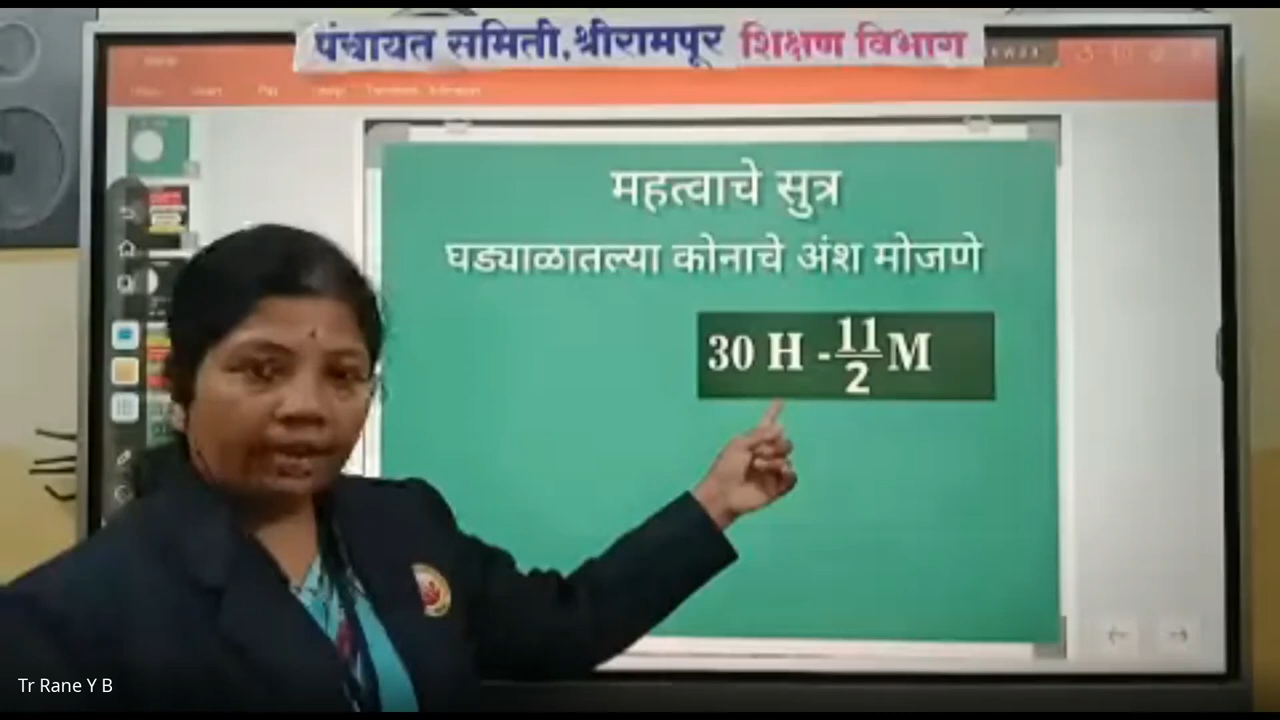 पंचायत समिती,श्रीरामपूर शिक्षण विभाग
महत्वाचे सुत्र
घड्याळातल्या कोनाचे अंश मोजणे
30 H - 11/2 M
Tr Rane Y B